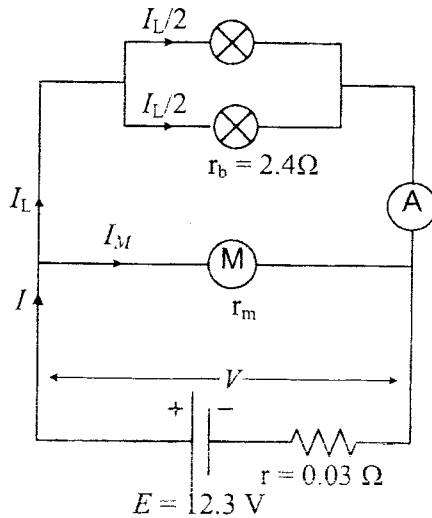 I_L/2
I_L/2
r_b = 2.4Ω
A
I_L
I_M
M
r_m
I
V
+ −
r = 0.03 Ω
E = 12.3 V